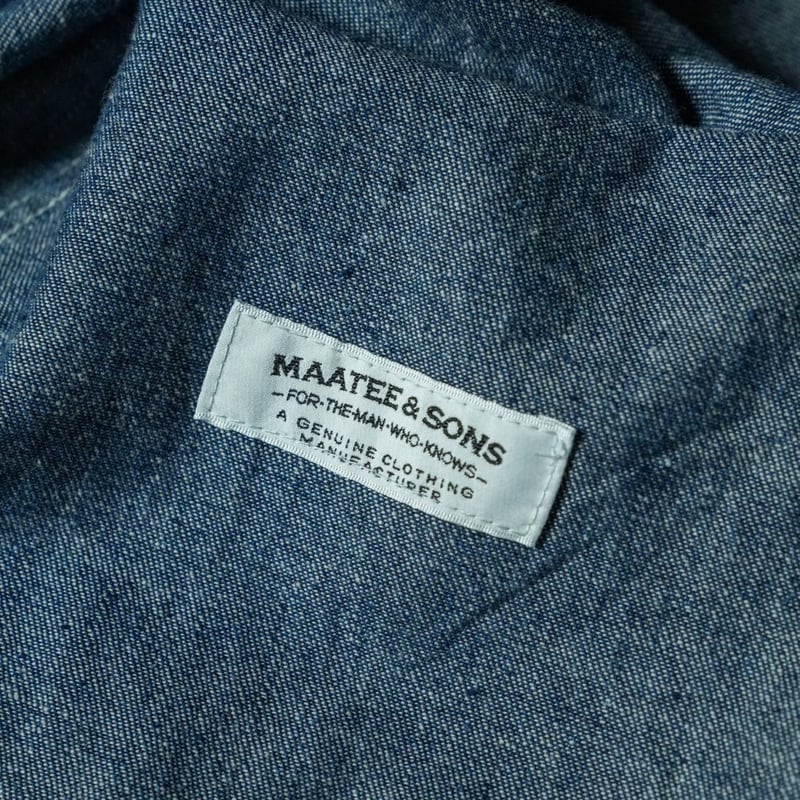 MAATEE & SONS
-FOR·THE·MAN·WHO·KNOWS-
A GENUINE CLOTHING
MANUFACTURER